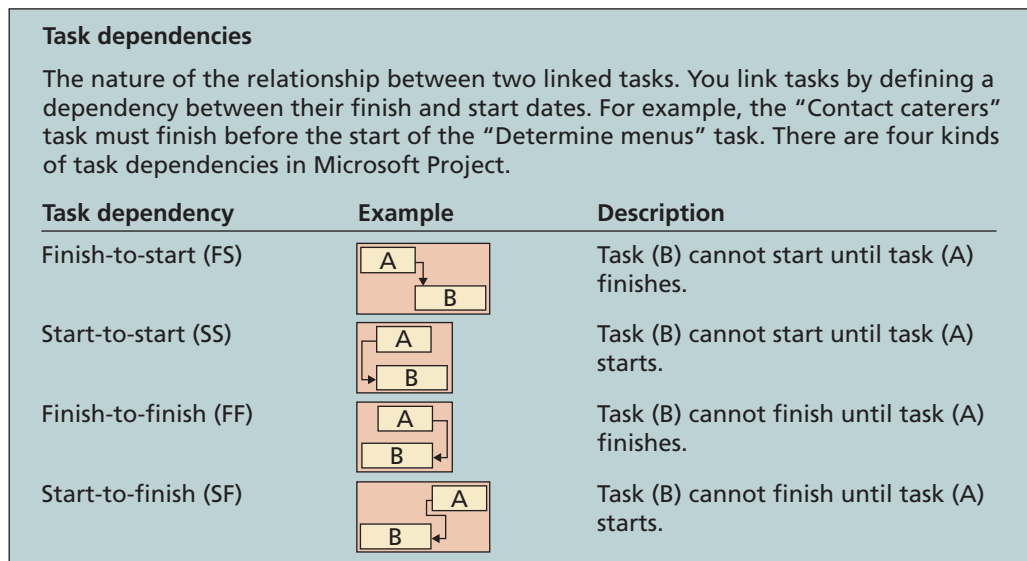 Task dependencies
The nature of the relationship between two linked tasks. You link tasks by defining a
dependency between their finish and start dates. For example, the “Contact caterers”
task must finish before the start of the “Determine menus” task. There are four kinds
of task dependencies in Microsoft Project.
Task dependency Example Description
Finish-to-start (FS) A Task (B) cannot start until task (A)
B finishes.
Start-to-start (SS) A Task (B) cannot start until task (A)
B starts.
Finish-to-finish (FF) A Task (B) cannot finish until task (A)
B finishes.
Start-to-finish (SF) A Task (B) cannot finish until task (A)
B starts.